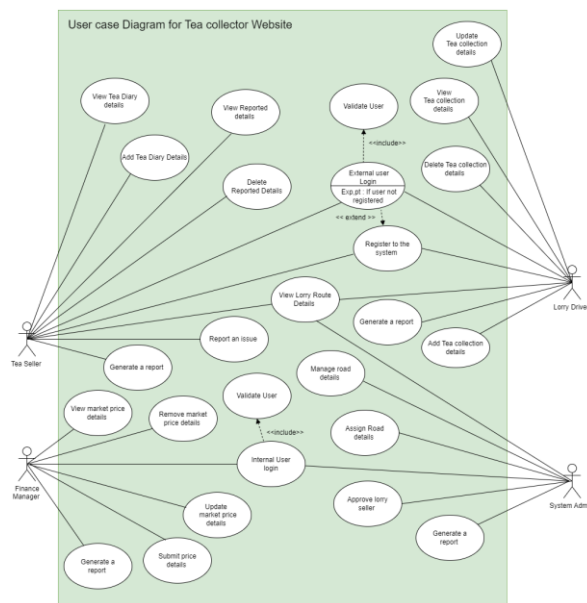 User case Diagram for Tea collector Website
Update
Tea collection
details
View Tea Diary
details
View Reported
details
Validate User
View
Tea collection
details
<<include>>
Add Tea Diary Details
Delete
Reported Details
External user
Login
Exp.pt : If user not
registered
Delete Tea collection
details
<< extend >>
Register to the
system
View Lorry Route
Details
Lorry Drive
Generate a report
Report an issue
Add Tea collection
details
Tea Seller
Generate a report
Manage road
details
View market price
details
Remove market
price details
Validate User
<<include>>
Assign Road
details
Internal User
login
Finance
Manager
Approve lorry
seller
System Adm
Update
market price
details
Generate a
report
Submit price
details
Generate a
report